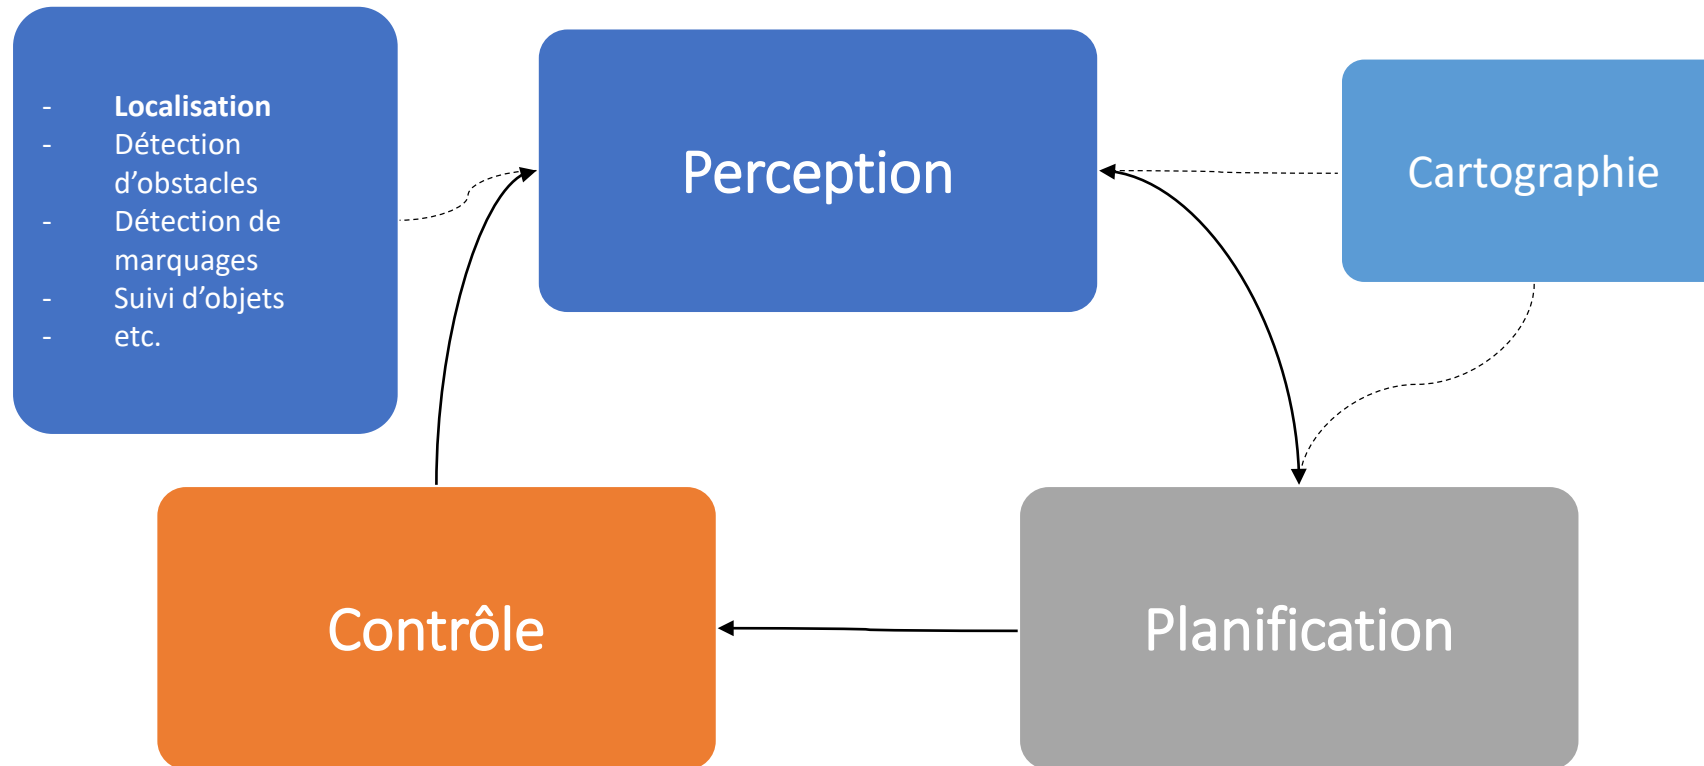 - Localisation
- Détection
d’obstacles
- Détection de
marquages
- Suivi d’objets
- etc.
Perception
Cartographie
Contrôle
Planification